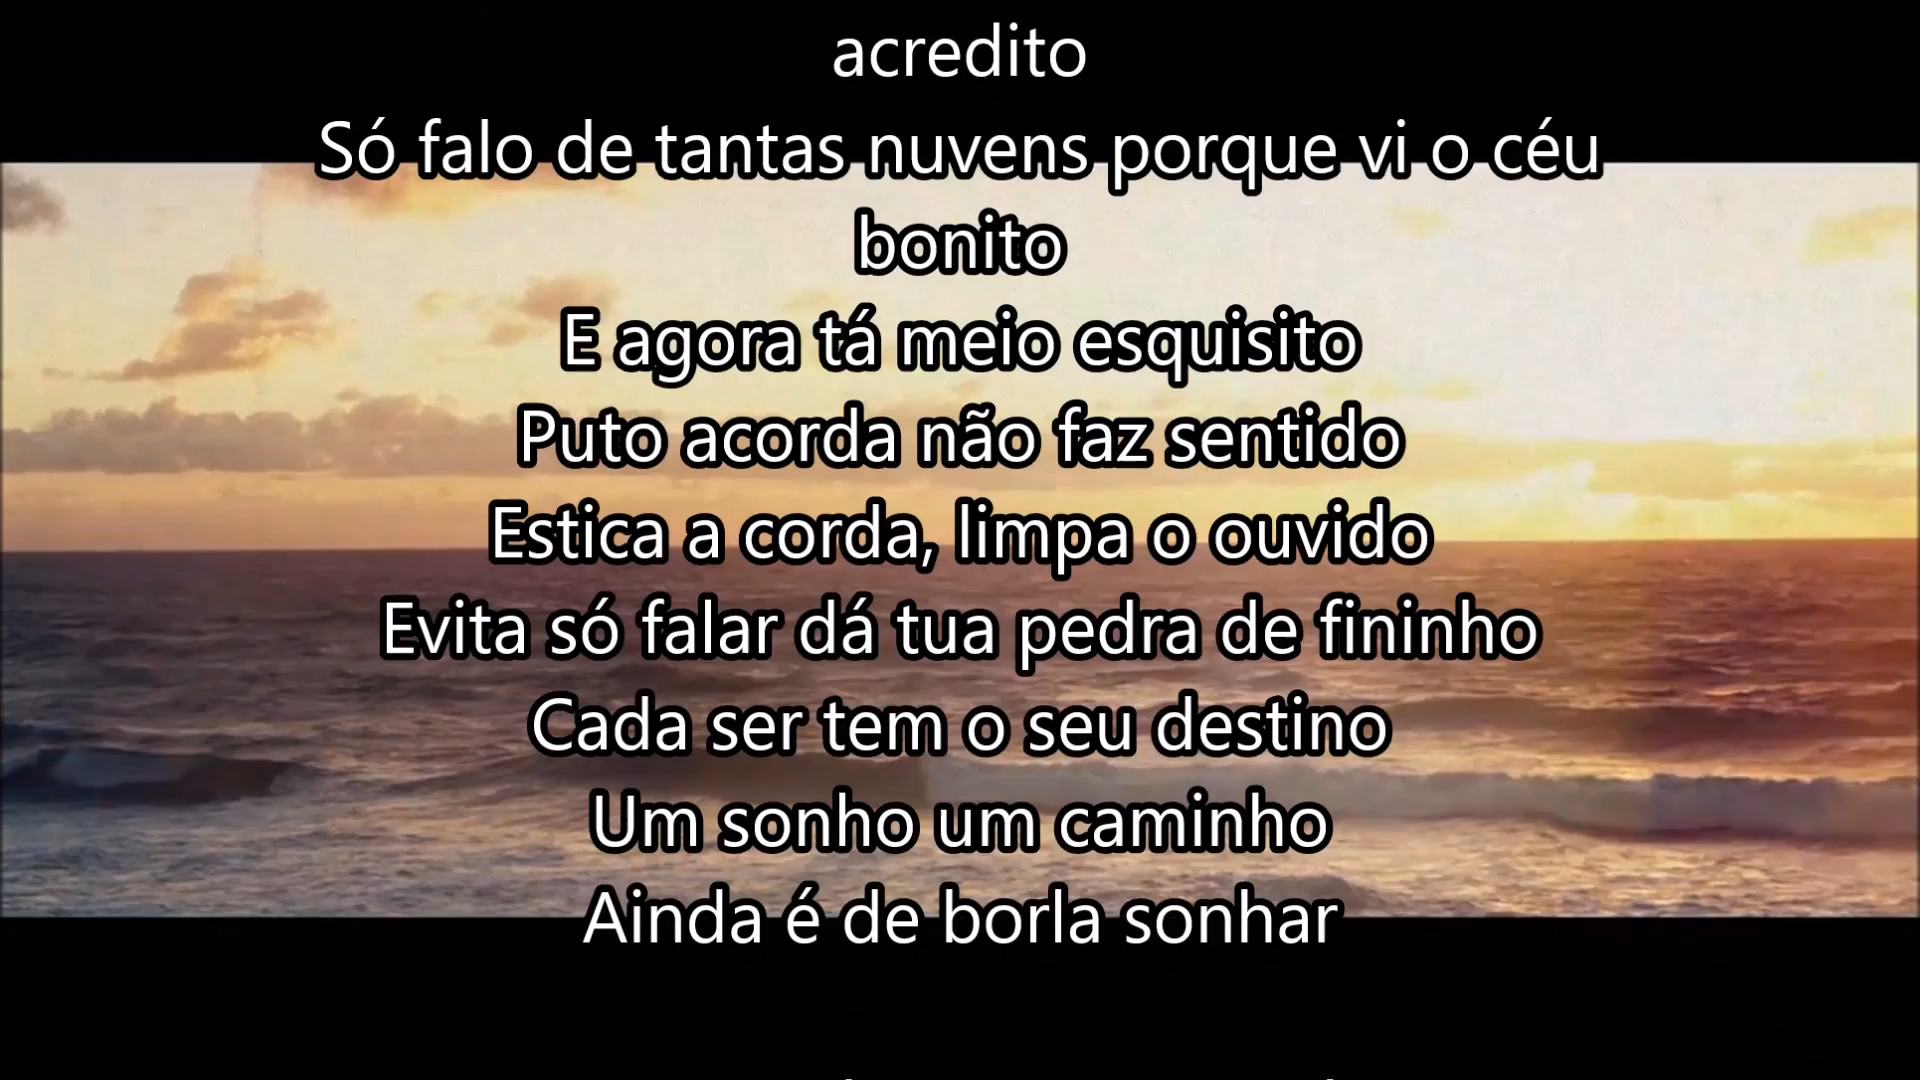 acredito
Só falo de tantas nuvens porque vi o céu
bonito
E agora tá meio esquisito
Puto acorda não faz sentido
Estica a corda, limpa o ouvido
Evita só falar dá tua pedra de fininho
Cada ser tem o seu destino
Um sonho um caminho
Ainda é de borla sonhar